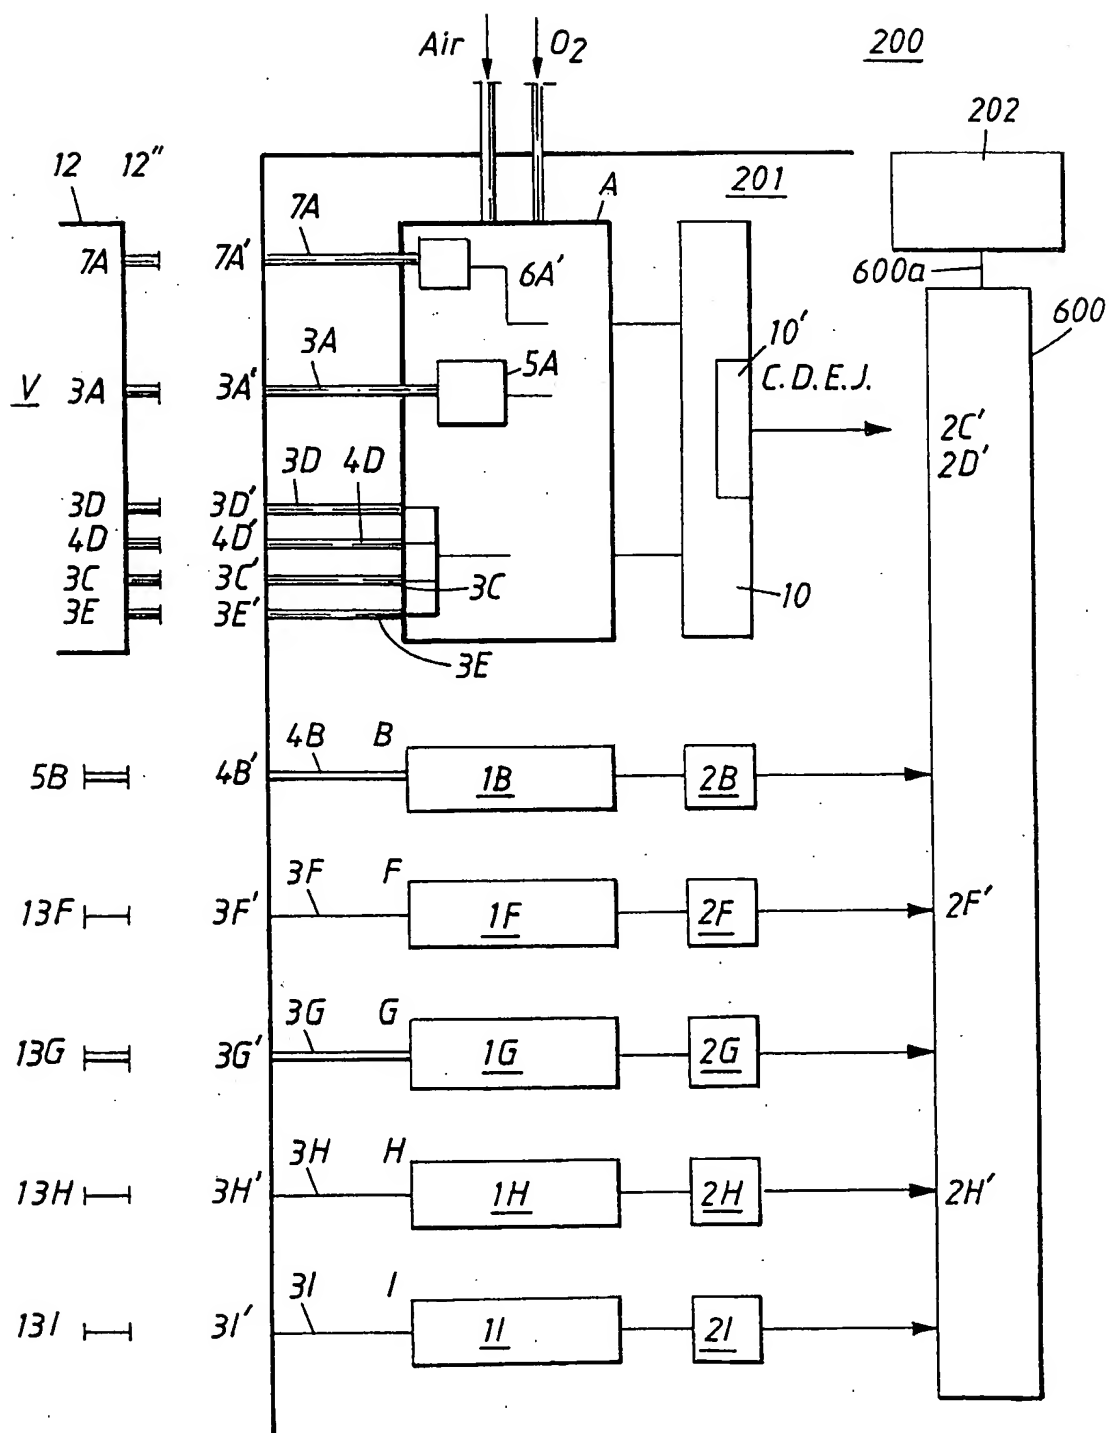 Air O2 200
202
12 12" 201
7A A
7A 7A' 6A' 600a
600
3A 5A 10'
V 3A 3A' C.D.E.J.
2C'
2D'
3D 4D
3D 3D'
4D 4D'
3C 3C' 3C 10
3E 3E'
3E
4B B
5B 4B' 1B 2B
3F F
13F 3F' 1F 2F 2F'
3G G
13G 3G' 1G 2G
3H H
13H 3H' 1H 2H 2H'
3I I
13I 3I' 1I 2I